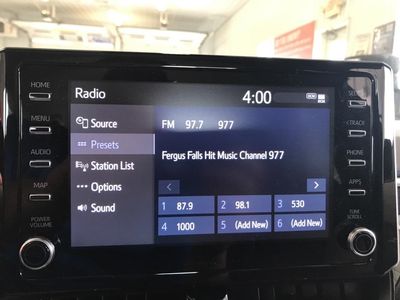 Radio
4:00
HOME
MENU
AUDIO
MAP
POWER
VOLUME
Source
Presets
Station List
Options
Sound
FM 97.7 977
Fergus Falls Hit Music Channel 977
1 87.9
2 98.1
3 530
4 1000
5 (Add New)
6 (Add New)
SEEK >
< TRACK
PHONE
APPS
TUNE
SCROLL